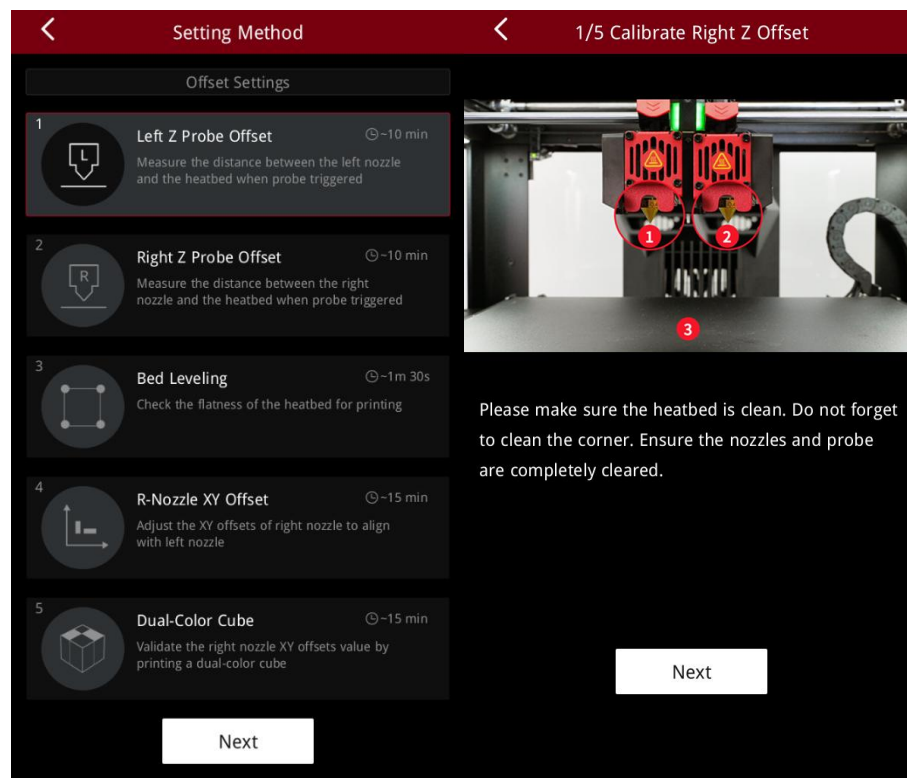 Setting Method
Offset Settings
1
L
Left Z Probe Offset
~10 min
Measure the distance between the left nozzle
and the heatbed when probe triggered
2
R
Right Z Probe Offset
~10 min
Measure the distance between the right
nozzle and the heatbed when probe triggered
3
Bed Leveling
~1m 30s
Check the flatness of the heatbed for printing
4
R-Nozzle XY Offset
~15 min
Adjust the XY offsets of right nozzle to align
with left nozzle
5
Dual-Color Cube
~15 min
Validate the right nozzle XY offsets value by
printing a dual-color cube
Next
1/5 Calibrate Right Z Offset
1
2
3
Please make sure the heatbed is clean. Do not forget
to clean the corner. Ensure the nozzles and probe
are completely cleared.
Next